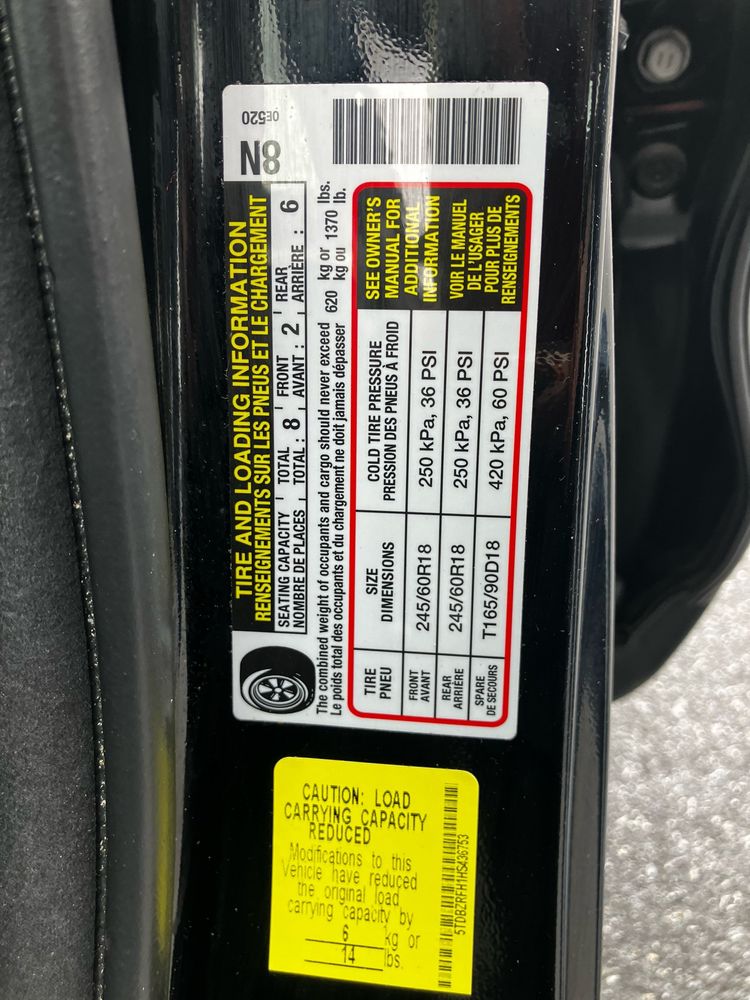 8N
0E520
TIRE AND LOADING INFORMATION
RENSEIGNEMENTS SUR LES PNEUS ET LE CHARGEMENT
SEATING CAPACITY TOTAL FRONT REAR
NOMBRE DE PLACES TOTAL : 8 AVANT : 2 ARRIÈRE : 6
The combined weight of occupants and cargo should never exceed 620 kg or 1370 lbs.
Le poids total des occupants et du chargement ne doit jamais dépasser kg ou lb.
TIRE SIZE COLD TIRE PRESSURE
PNEU DIMENSIONS PRESSION DES PNEUS À FROID
FRONT
AVANT 245/60R18 250 kPa, 36 PSI
REAR
ARRIÈRE 245/60R18 250 kPa, 36 PSI
SPARE
DE SECOURS T165/90D18 420 kPa, 60 PSI
SEE OWNER'S
MANUAL FOR
ADDITIONAL
INFORMATION
VOIR LE MANUEL
DE L'USAGER
POUR PLUS DE
RENSEIGNEMENTS
CAUTION: LOAD
CARRYING CAPACITY
REDUCED
Modifications to this
Vehicle have reduced
the original load
carrying capacity by
6 kg or
14 lbs.
5TDBZRFH1HS436753